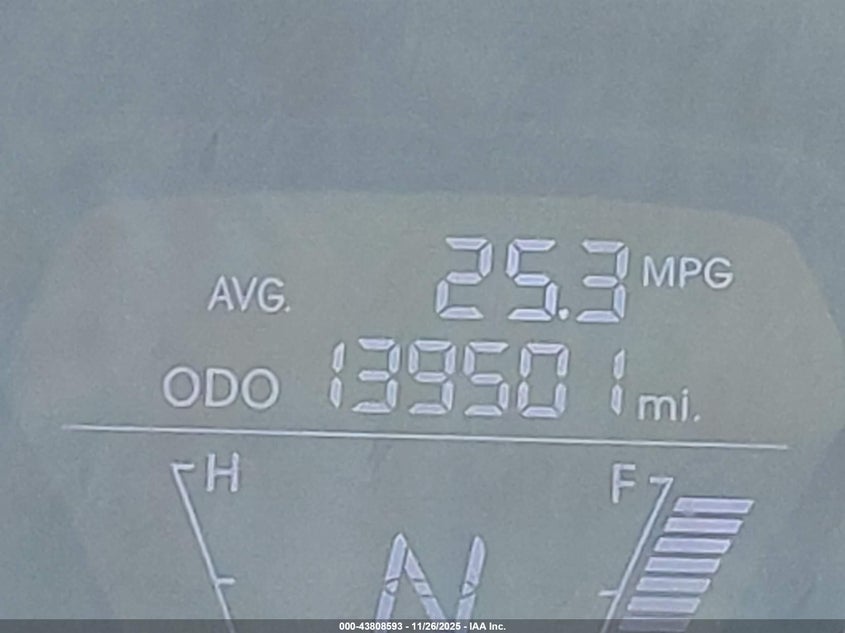 AVG. 25.3 MPG
ODO 139501 mi.
H F
N
000-43808593 - 11/26/2025 - IAA Inc.